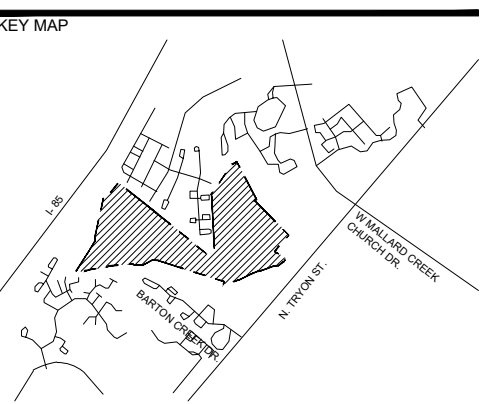 KEY MAP
I- 85
W MALLARD CREEK
CHURCH DR.
N. TRYON ST.
BARTON CREEK DR.